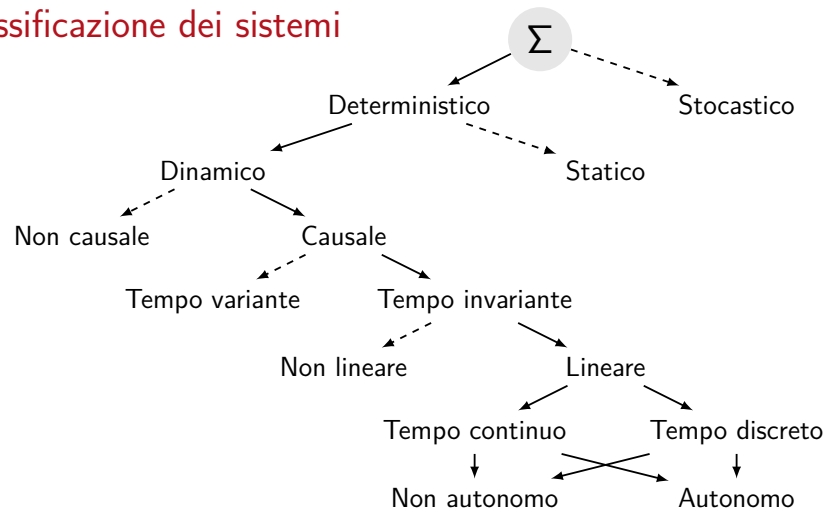 ssificazione dei sistemi
Σ
Deterministico Stocastico
Dinamico Statico
Non causale Causale
Tempo variante Tempo invariante
Non lineare Lineare
Tempo continuo Tempo discreto
Non autonomo Autonomo